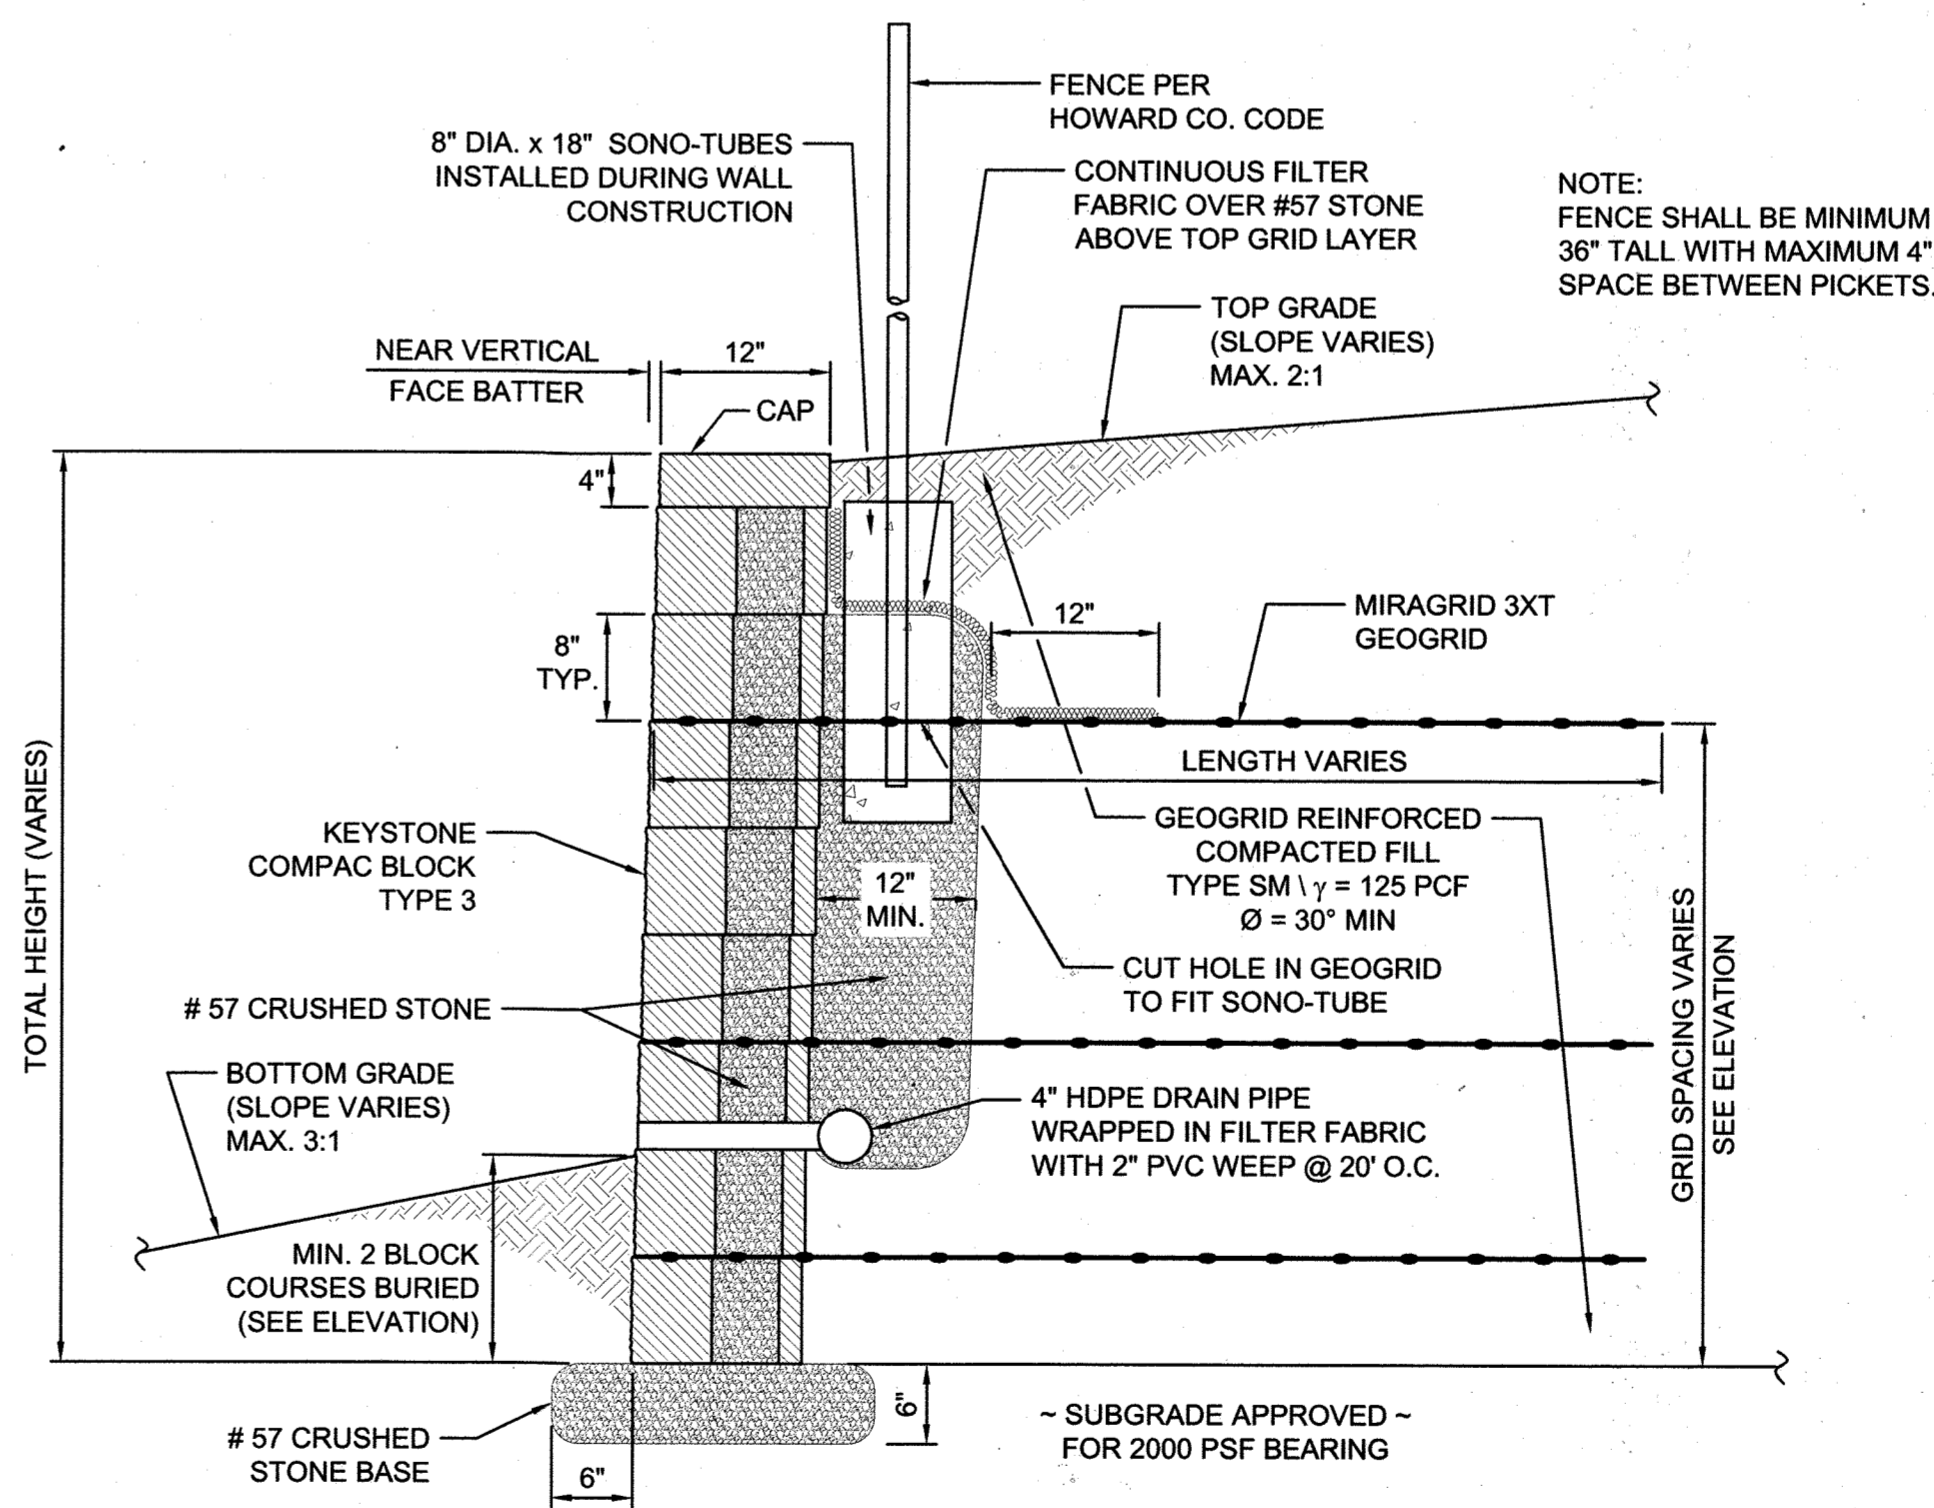 FENCE PER
HOWARD CO. CODE
8" DIA. x 18" SONO-TUBES
INSTALLED DURING WALL
CONSTRUCTION
CONTINUOUS FILTER
FABRIC OVER #57 STONE
ABOVE TOP GRID LAYER
NOTE:
FENCE SHALL BE MINIMUM
36" TALL WITH MAXIMUM 4"
SPACE BETWEEN PICKETS.
TOP GRADE
(SLOPE VARIES)
MAX. 2:1
NEAR VERTICAL
FACE BATTER
12"
CAP
4"
8"
TYP.
12"
MIRAGRID 3XT
GEOGRID
LENGTH VARIES
TOTAL HEIGHT (VARIES)
KEYSTONE
COMPAC BLOCK
TYPE 3
12"
MIN.
GEOGRID REINFORCED
COMPACTED FILL
TYPE SM \ γ = 125 PCF
Ø = 30° MIN
CUT HOLE IN GEOGRID
TO FIT SONO-TUBE
# 57 CRUSHED STONE
GRID SPACING VARIES
SEE ELEVATION
BOTTOM GRADE
(SLOPE VARIES)
MAX. 3:1
4" HDPE DRAIN PIPE
WRAPPED IN FILTER FABRIC
WITH 2" PVC WEEP @ 20' O.C.
MIN. 2 BLOCK
COURSES BURIED
(SEE ELEVATION)
6"
~ SUBGRADE APPROVED ~
FOR 2000 PSF BEARING
# 57 CRUSHED
STONE BASE
6"